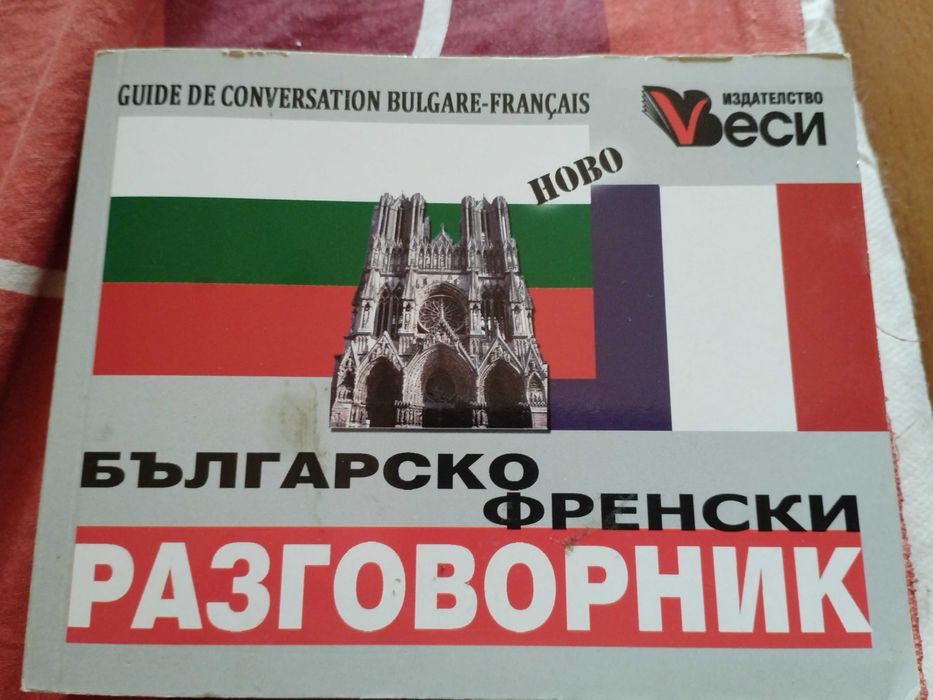 GUIDE DE CONVERSATION BULGARE-FRANÇAIS
ИЗДАТЕЛСТВО
Веси
НОВО
БЪЛГАРСКО
ФРЕНСКИ
РАЗГОВОРНИК